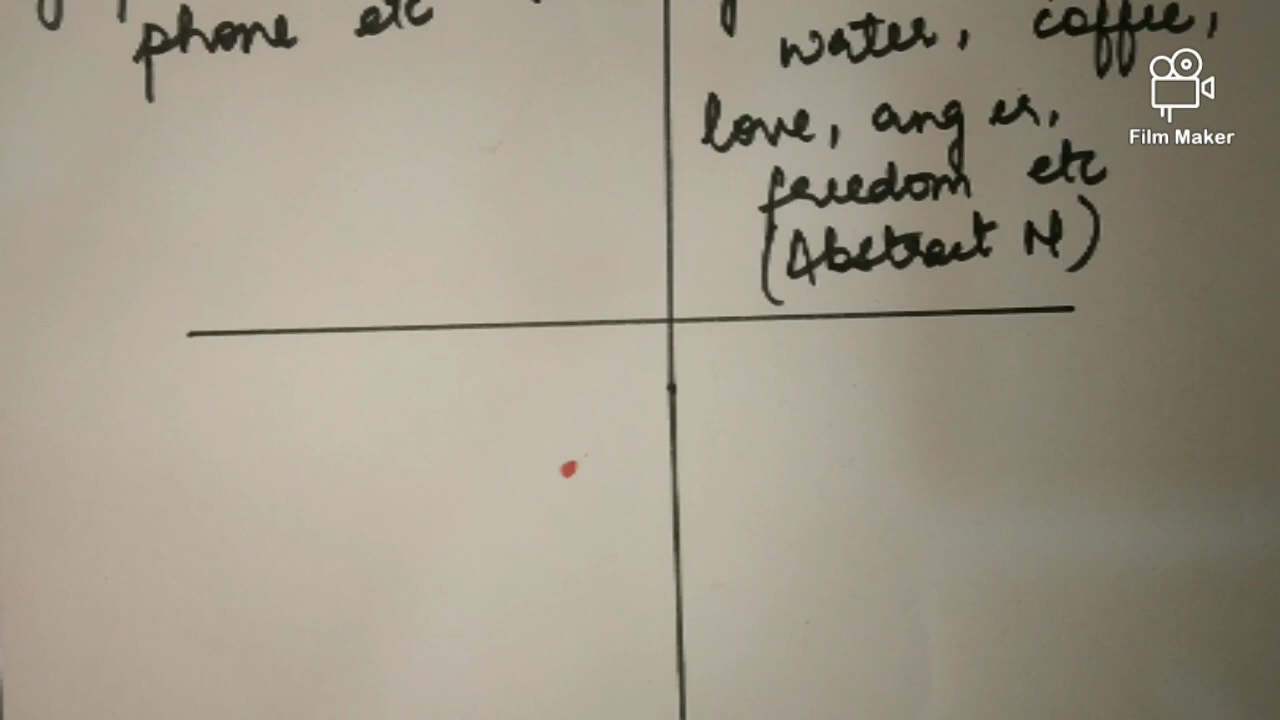 phone etc
water, coffee,
love, anger,
freedom etc
(Abstract N)
Film Maker